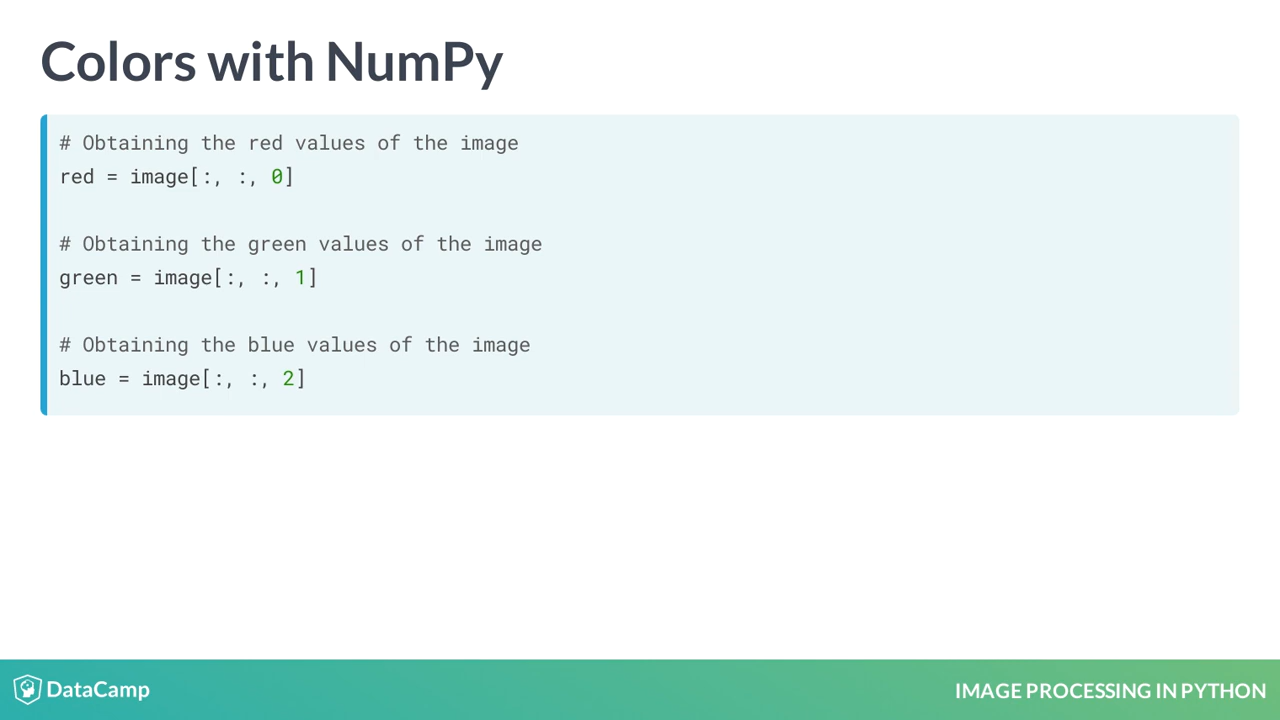 Colors with NumPy
# Obtaining the red values of the image
red = image[:, :, 0]
# Obtaining the green values of the image
green = image[:, :, 1]
# Obtaining the blue values of the image
blue = image[:, :, 2]
DataCamp
IMAGE PROCESSING IN PYTHON